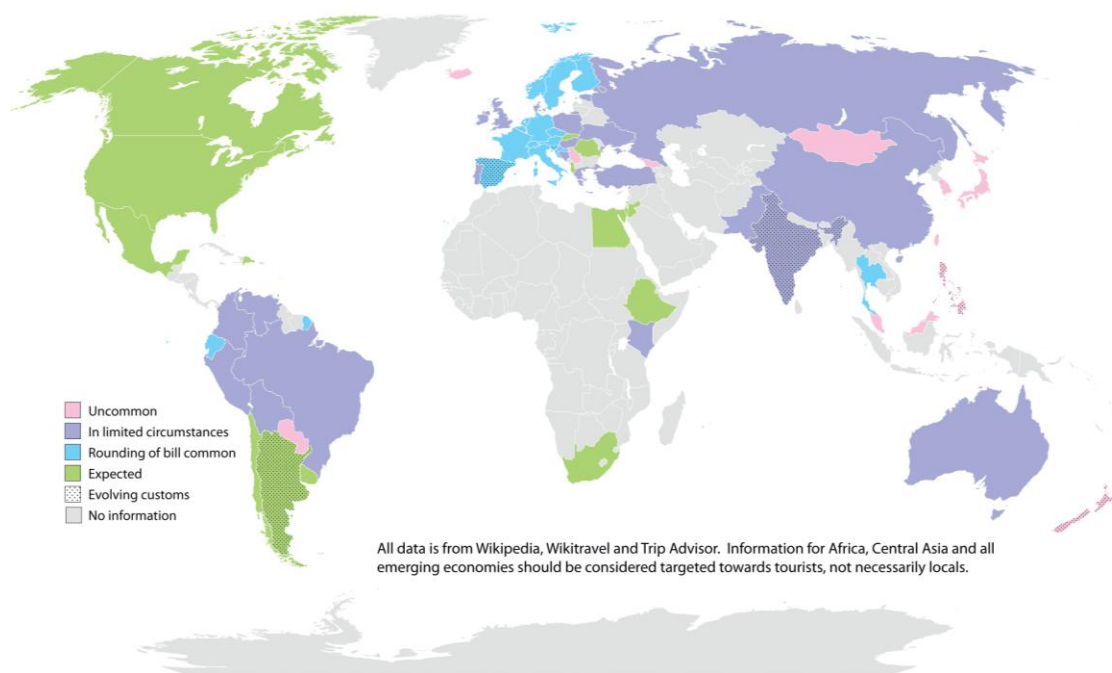 Uncommon
In limited circumstances
Rounding of bill common
Expected
Evolving customs
No information
All data is from Wikipedia, Wikitravel and Trip Advisor.  Information for Africa, Central Asia and all
emerging economies should be considered targeted towards tourists, not necessarily locals.